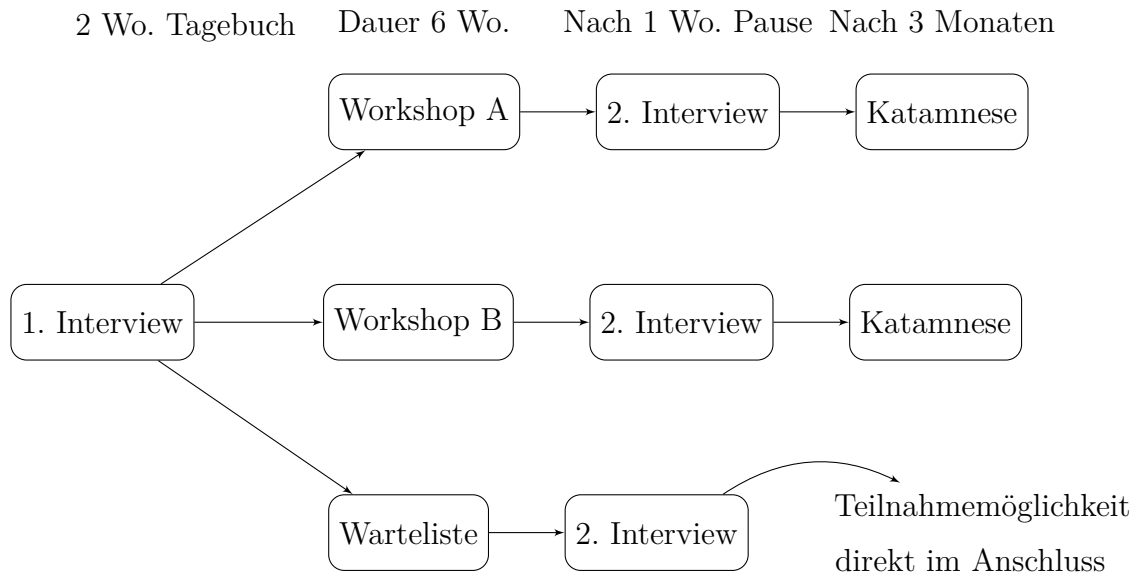 2 Wo. Tagebuch Dauer 6 Wo. Nach 1 Wo. Pause Nach 3 Monaten
Workshop A 2. Interview Katamnese
1. Interview Workshop B 2. Interview Katamnese
Warteliste 2. Interview Teilnahmemöglichkeit
direkt im Anschluss